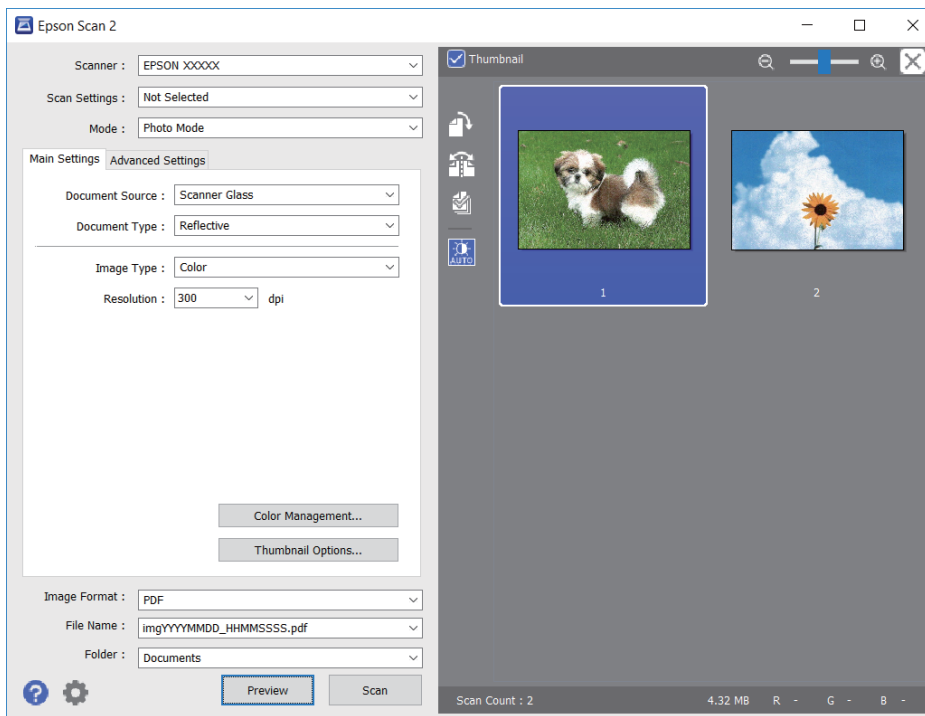 Epson Scan 2
Scanner : EPSON XXXXX
Scan Settings : Not Selected
Mode : Photo Mode
Main Settings Advanced Settings
Document Source : Scanner Glass
Document Type : Reflective
Image Type : Color
Resolution : 300 dpi
Color Management...
Thumbnail Options...
Image Format : PDF
File Name : imgYYYYMMDD_HHMMSSSS.pdf
Folder : Documents
? Preview Scan
Thumbnail
AUTO
1 2
Scan Count : 2 4.32 MB R - G - B -